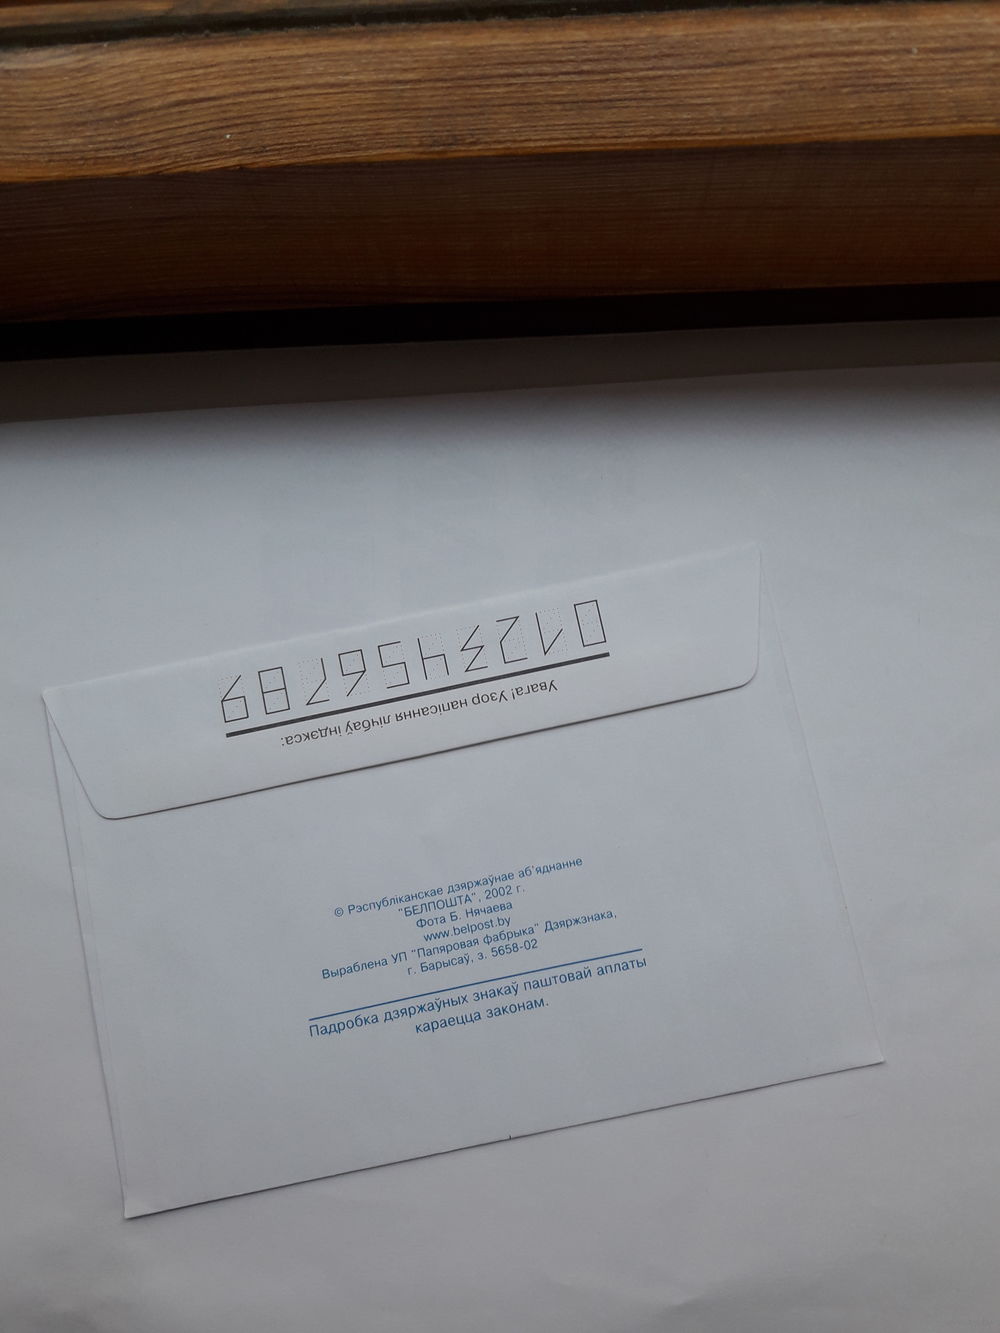 Увага! Узор напісання лічбаў індэкса:
0123456789
© Рэспубліканскае дзяржаўнае аб'яднанне
"БЕЛПОШТА", 2002 г.
Фота Б. Нячаева
www.belpost.by
Выраблена УП "Папяровая фабрыка" Дзяржзнака,
г. Барысаў, з. 5658-02
Падробка дзяржаўных знакаў паштовай аплаты
караецца законам.